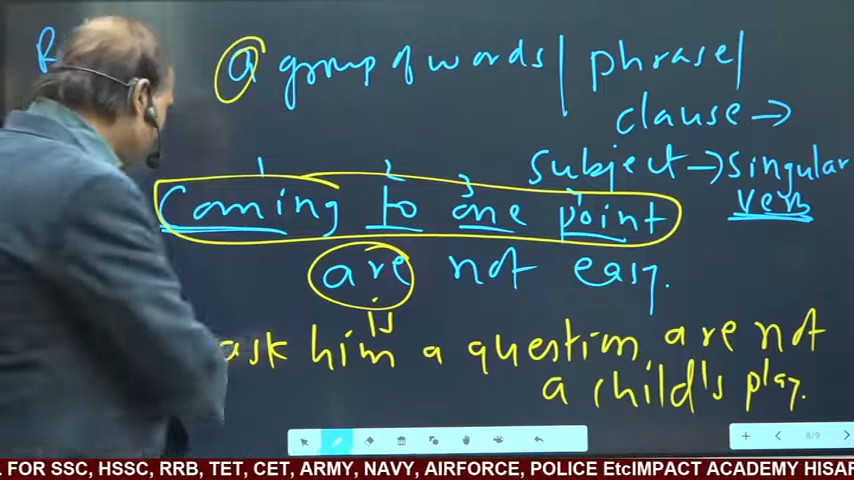 R
a group of words | phrase |
clause →
subject → singular
verb
1 2 3
Coming to one point
are not easy.
is
ask him a question are not
a child's play.
8/9
L FOR SSC, HSSC, RRB, TET, CET, ARMY, NAVY, AIRFORCE, POLICE EtcIMPACT ACADEMY HISAR